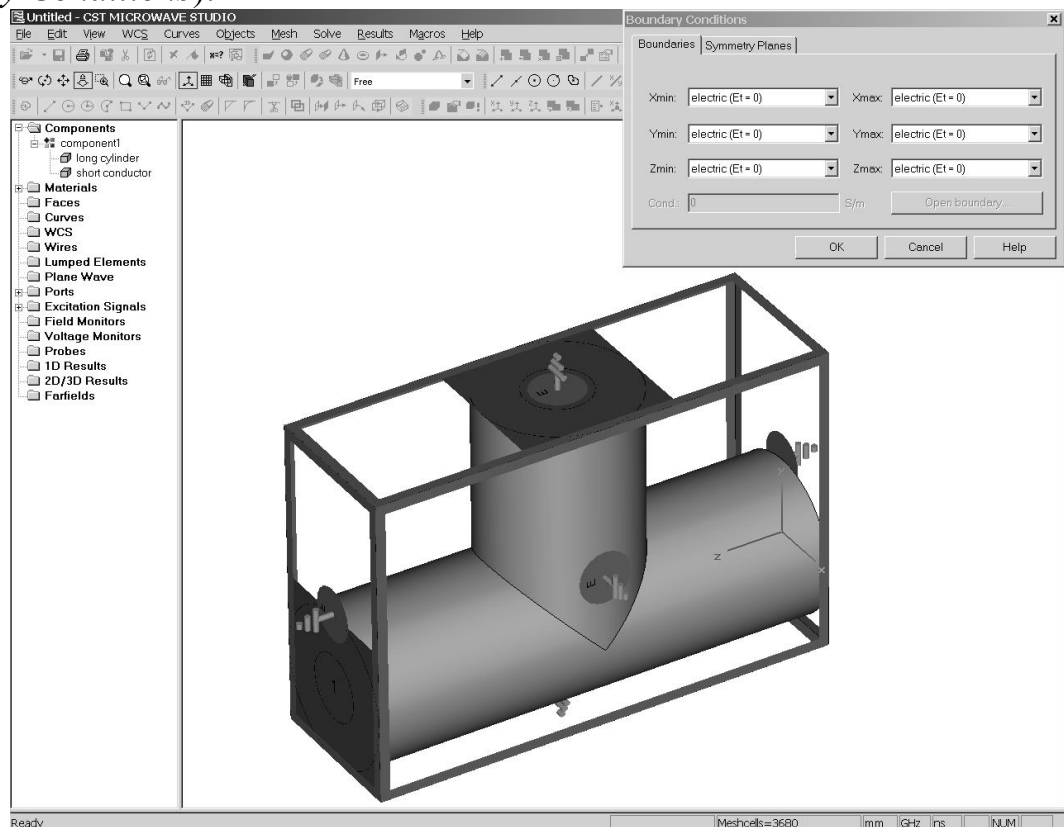 Untitled - CST MICROWAVE STUDIO
File Edit View WCS Curves Objects Mesh Solve Results Macros Help
Free
Components
component1
long cylinder
short conductor
Materials
Faces
Curves
WCS
Wires
Lumped Elements
Plane Wave
Ports
Excitation Signals
Field Monitors
Voltage Monitors
Probes
1D Results
2D/3D Results
Farfields
Boundary Conditions
Boundaries Symmetry Planes
Xmin: electric (Et = 0) Xmax: electric (Et = 0)
Ymin: electric (Et = 0) Ymax: electric (Et = 0)
Zmin: electric (Et = 0) Zmax: electric (Et = 0)
Cond.: 0 S/m Open boundary...
OK Cancel Help
E
E
1
Y
Z
X
Ready Meshcells=3680 mm GHz ns NUM